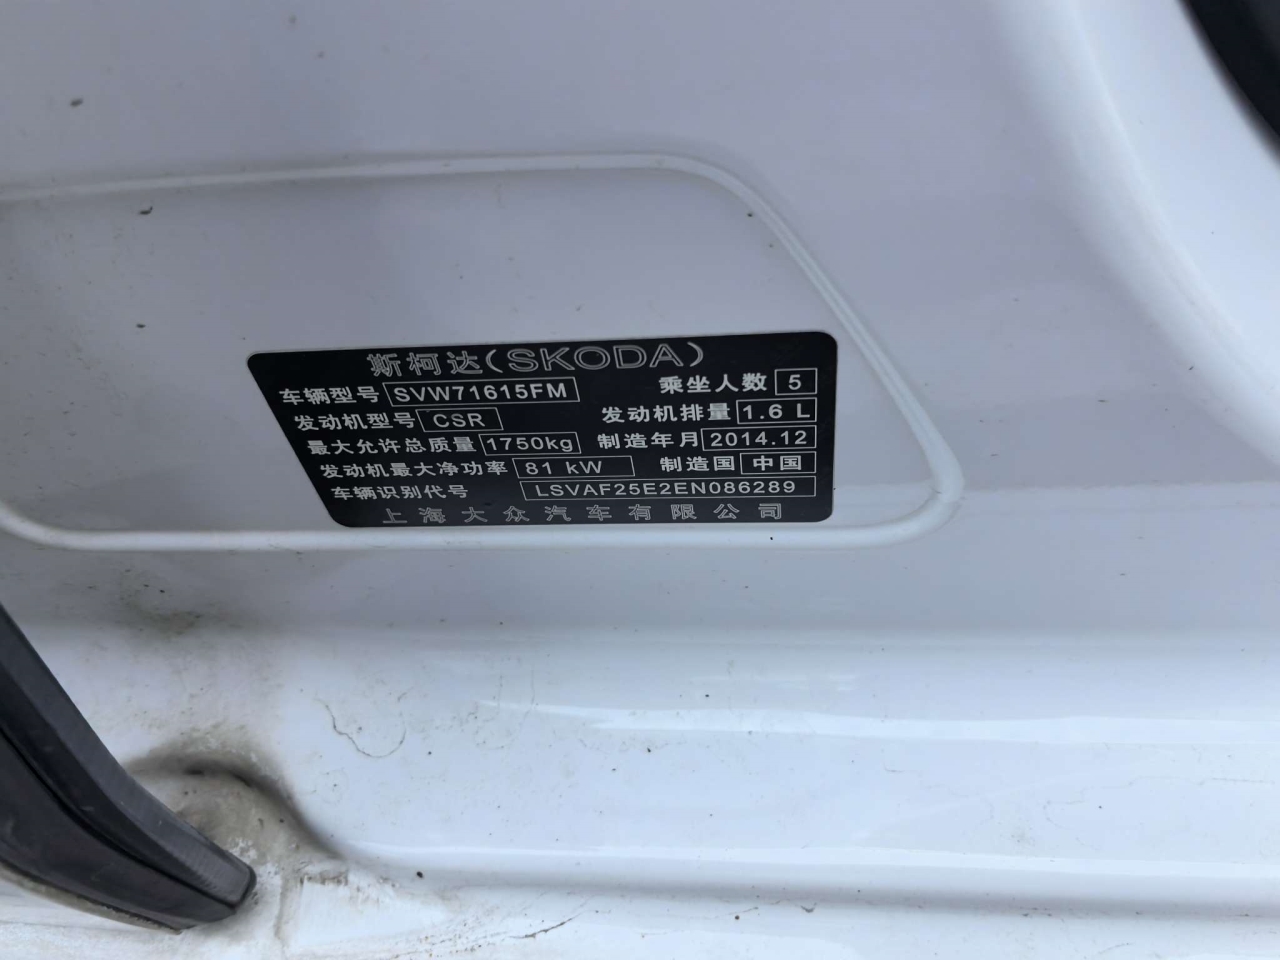 斯柯达(SKODA)
车辆型号 SVW71615FM 乘坐人数 5
发动机型号 CSR 发动机排量 1.6 L
最大允许总质量 1750kg 制造年月 2014.12
发动机最大净功率 81 kW 制造国 中国
车辆识别代号 LSVAF25E2EN086289
上海大众汽车有限公司